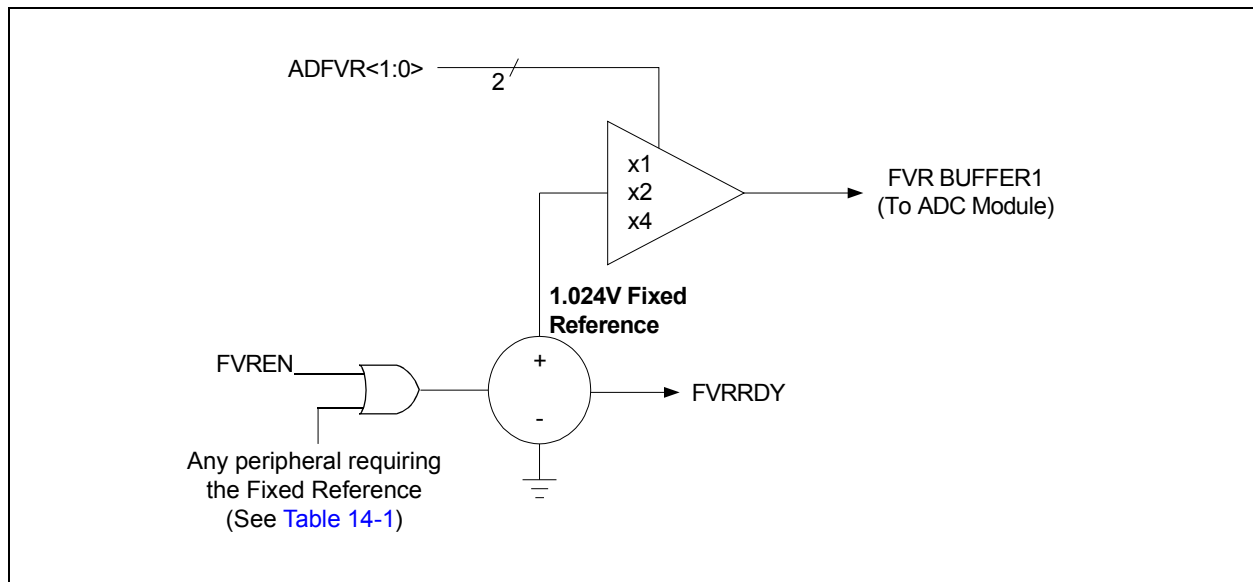 ADFVR<1:0>
2
x1
x2
x4
FVR BUFFER1
(To ADC Module)
1.024V Fixed
Reference
FVREN
+
-
FVRRDY
Any peripheral requiring
the Fixed Reference
(See Table 14-1)